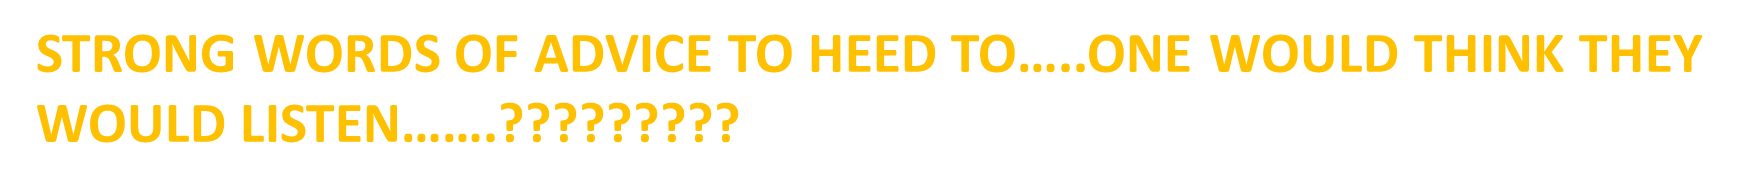 STRONG WORDS OF ADVICE TO HEED TO…..ONE WOULD THINK THEY
WOULD LISTEN…….?????????